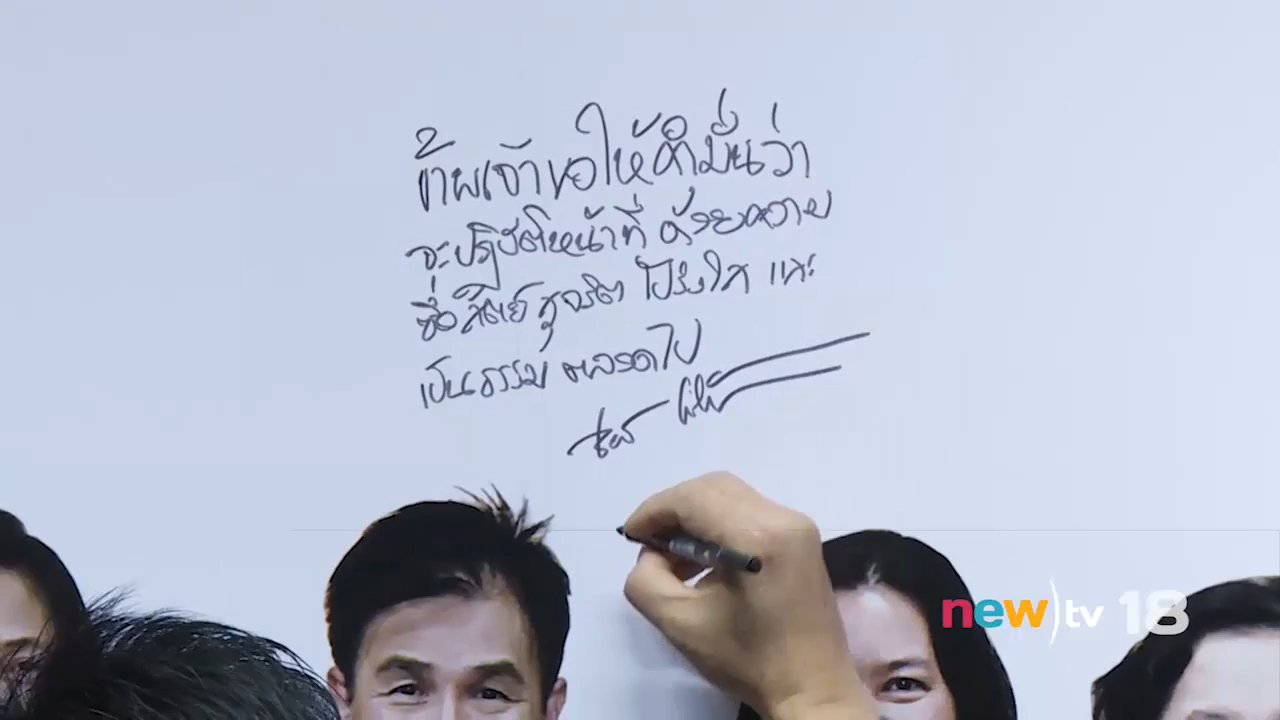 ข้าพเจ้าขอให้คำมั่นว่า
จะปฏิบัติหน้าที่ ด้วยความ
ซื่อสัตย์ สุจริต โปร่งใส และ
เป็นธรรม ตลอดไป
new)tv 18